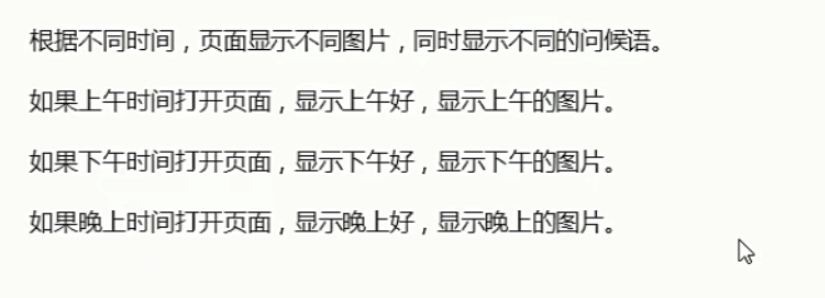 根据不同时间，页面显示不同图片，同时显示不同的问候语。
如果上午时间打开页面，显示上午好，显示上午的图片。
如果下午时间打开页面，显示下午好，显示下午的图片。
如果晚上时间打开页面，显示晚上好，显示晚上的图片。